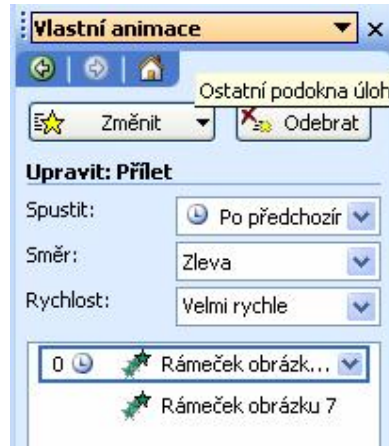 Vlastní animace
Ostatní podokna úloh
Změnit
Odebrat
Upravit: Přílet
Spustit:
Po předchozír
Směr:
Zleva
Rychlost:
Velmi rychle
0 Rámeček obrázk...
Rámeček obrázku 7